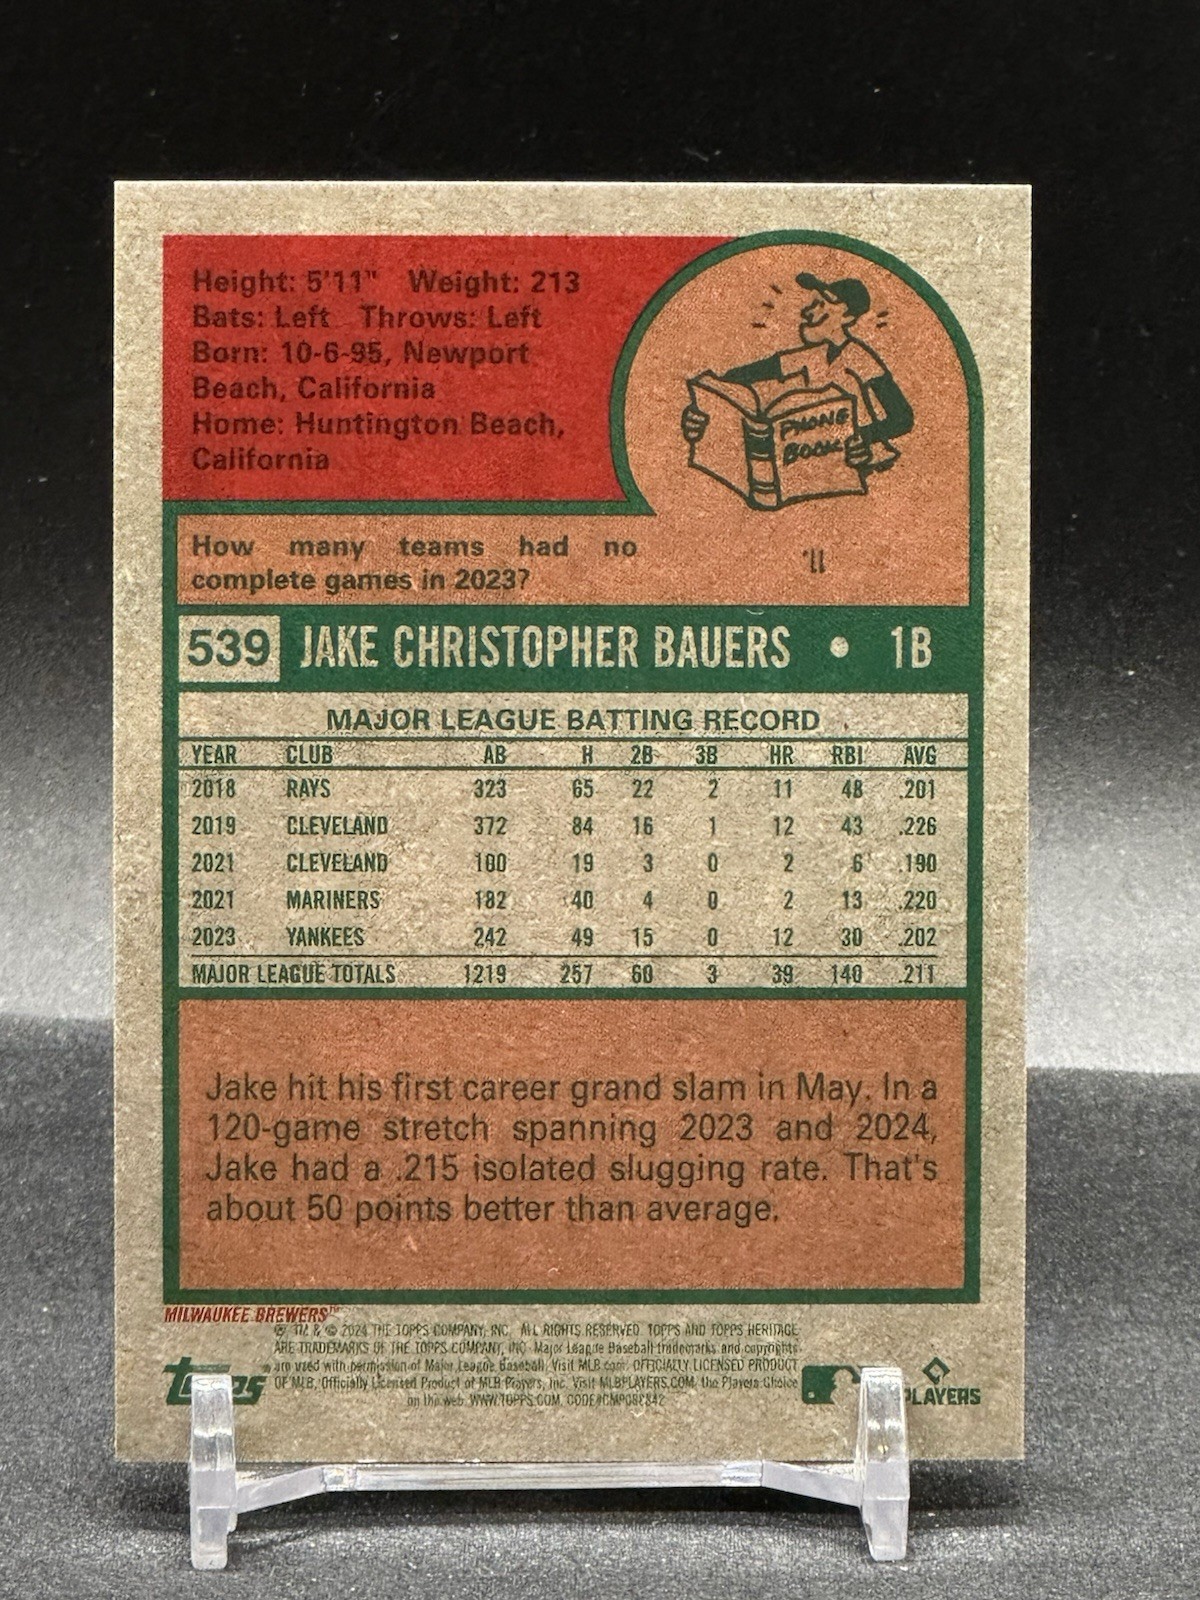 Height: 5'11" Weight: 213
Bats: Left Throws: Left
Born: 10-6-95, Newport
Beach, California
Home: Huntington Beach,
California
PHONE
BOOK
How many teams had no
complete games in 2023?
11.
539 JAKE CHRISTOPHER BAUERS • 1B
MAJOR LEAGUE BATTING RECORD
YEAR CLUB AB H 2B 3B HR RBI AVG
2018 RAYS 323 65 22 2 11 48 .201
2019 CLEVELAND 372 84 16 1 12 43 .226
2021 CLEVELAND 100 19 3 0 2 6 .190
2021 MARINERS 182 40 4 0 2 13 .220
2023 YANKEES 242 49 15 0 12 30 .202
MAJOR LEAGUE TOTALS 1219 257 60 3 39 140 .211
Jake hit his first career grand slam in May. In a
120-game stretch spanning 2023 and 2024,
Jake had a .215 isolated slugging rate. That's
about 50 points better than average.
MILWAUKEE BREWERS™
® TM & © 2024 THE TOPPS COMPANY, INC. ALL RIGHTS RESERVED. TOPPS AND TOPPS HERITAGE
ARE TRADEMARKS OF THE TOPPS COMPANY, INC. Major League Baseball trademarks and copyrights
are used with permission of Major League Baseball. Visit MLB.com. OFFICIALLY LICENSED PRODUCT
OF MLB. Officially Licensed Product of MLB Players, Inc. Visit MLBPLAYERS.COM, the Players Choice
on the web. WWW.TOPPS.COM.
topps
PLAYERS